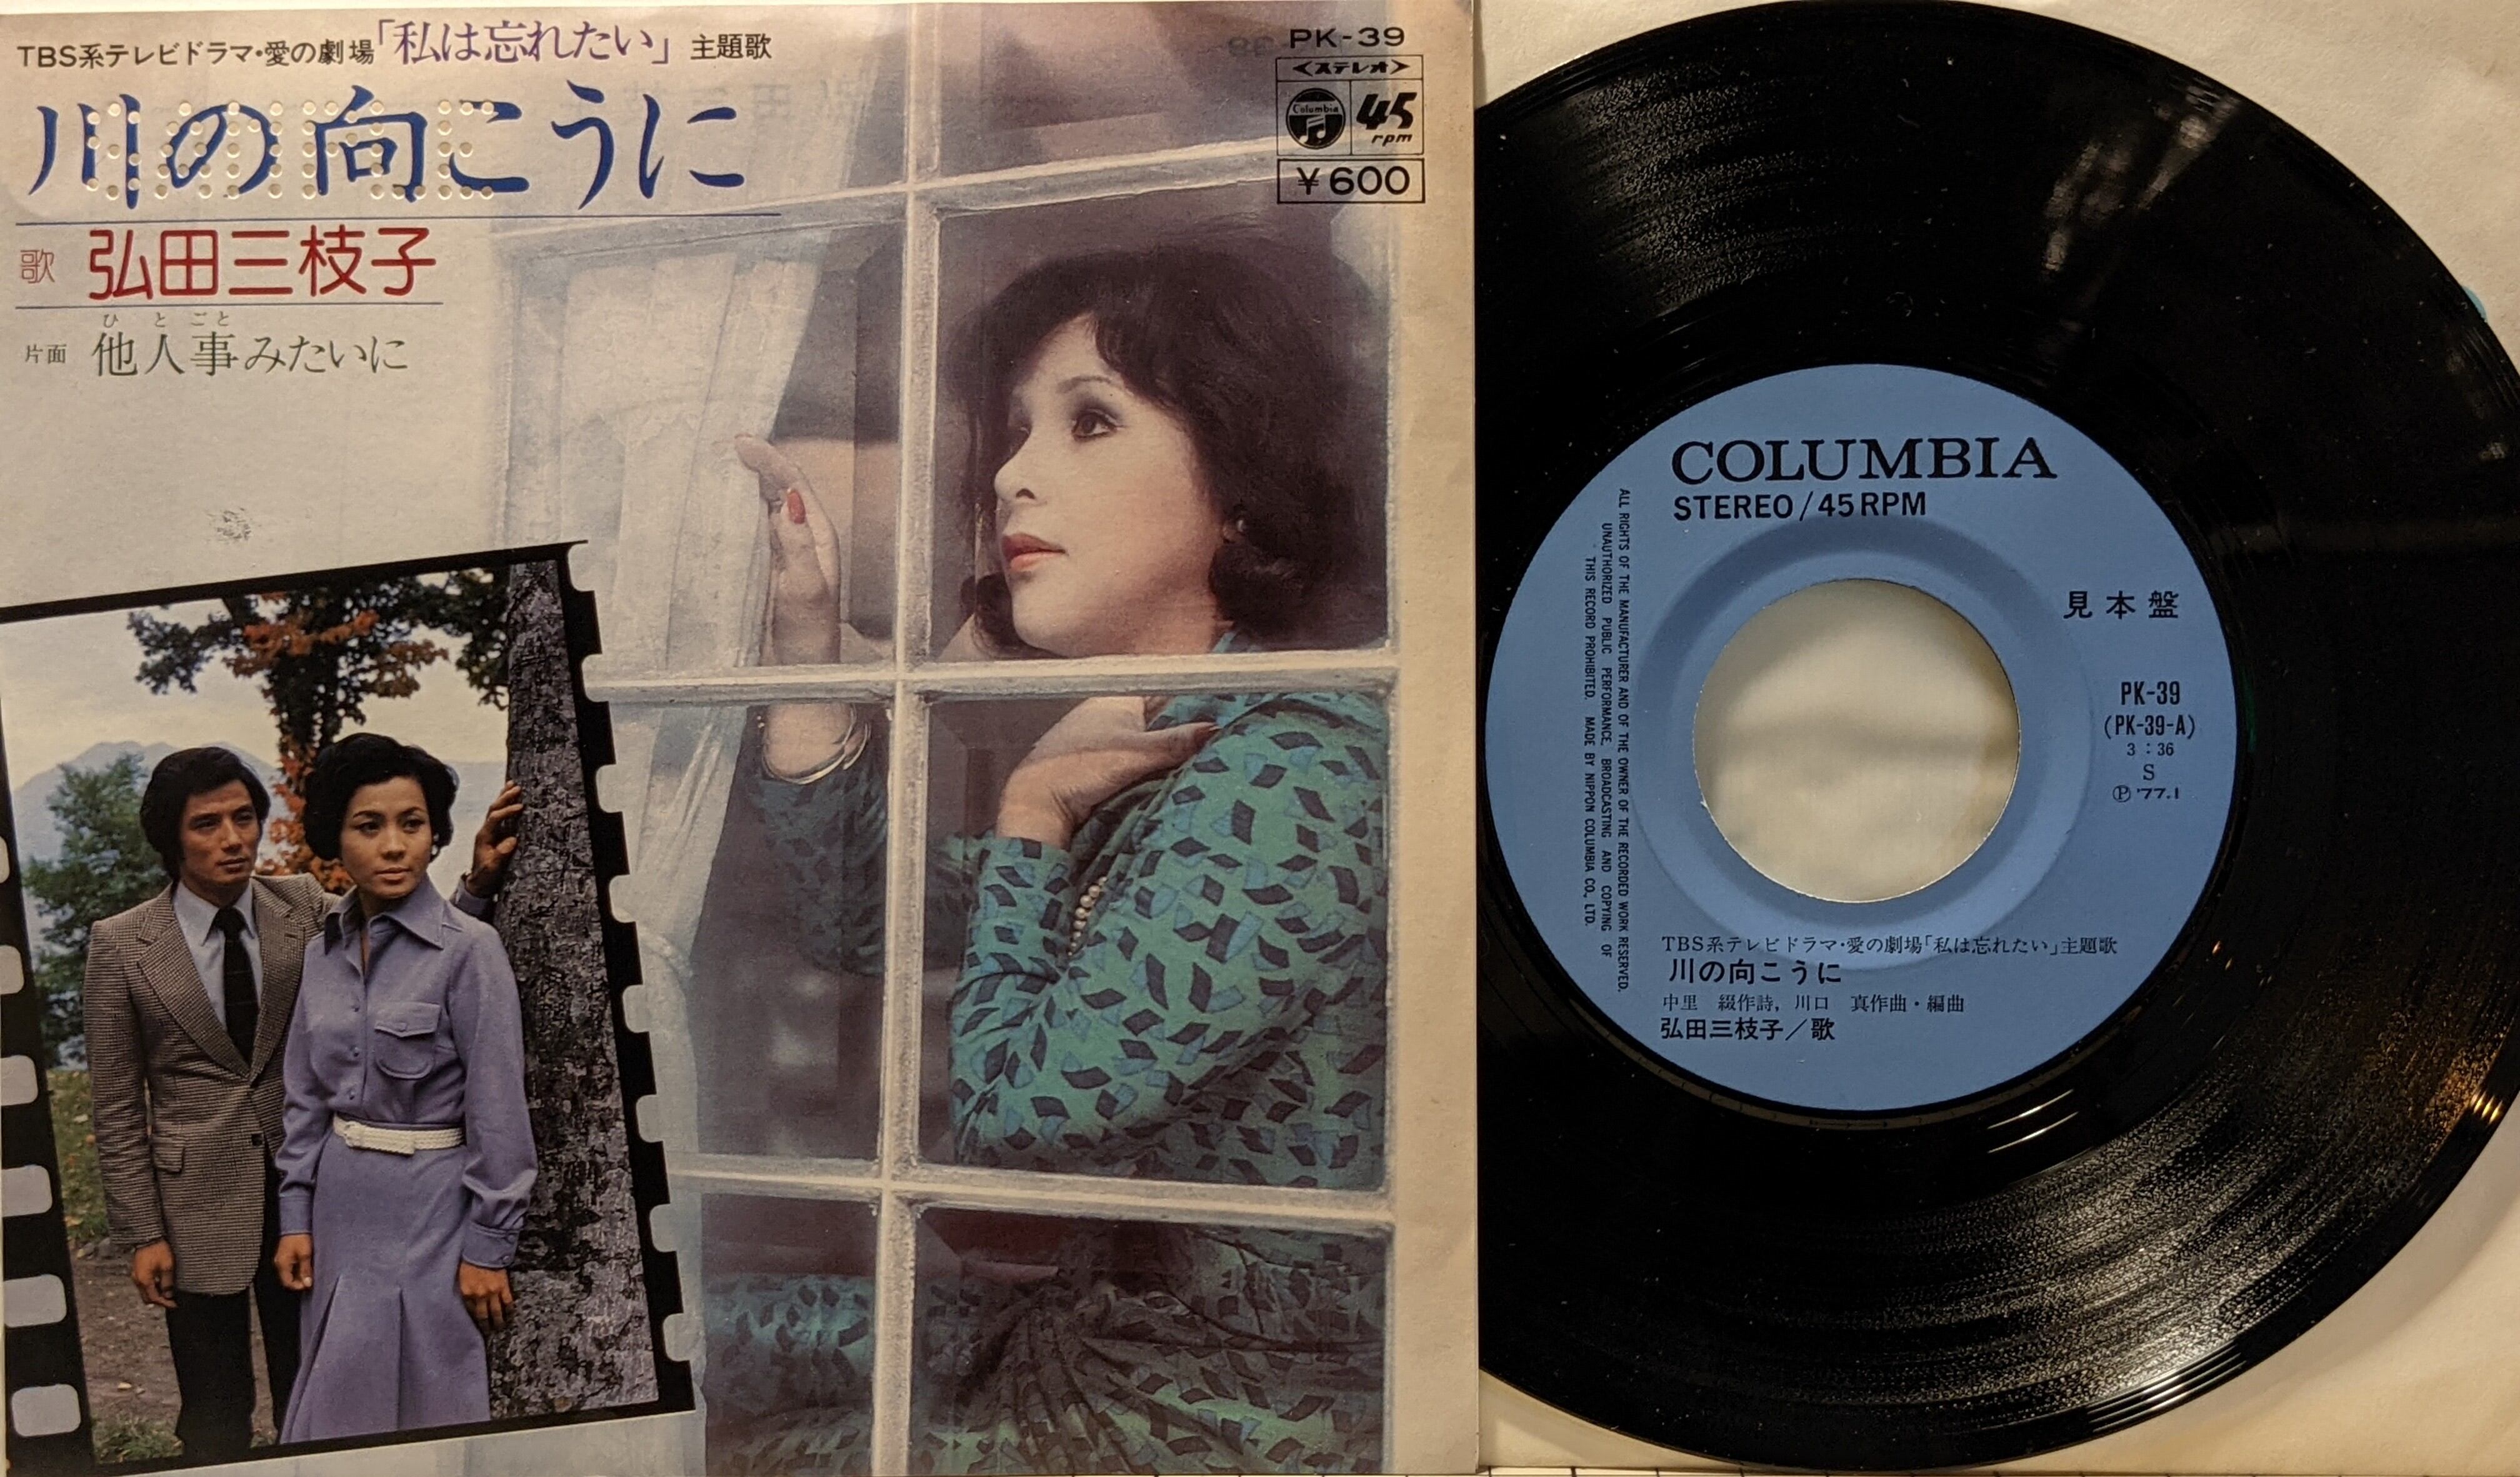 TBS系テレビドラマ・愛の劇場「私は忘れたい」主題歌
川の向こうに
歌 弘田三枝子
ひとごと
片面 他人事みたいに
PK-39
<ステレオ>
Columbia
45
rpm
¥600
COLUMBIA
STEREO/45RPM
見本盤
PK-39
(PK-39-A)
3:36
S
Ⓟ'77.1
ALL RIGHTS OF THE MANUFACTURER AND OF THE OWNER OF THE RECORDED WORK RESERVED.
UNAUTHORIZED PUBLIC PERFORMANCE, BROADCASTING AND COPYING OF
THIS RECORD PROHIBITED. MADE BY NIPPON COLUMBIA CO., LTD.
TBS系テレビドラマ・愛の劇場「私は忘れたい」主題歌
川の向こうに
中里 綴作詩, 川口 真作曲・編曲
弘田三枝子/歌